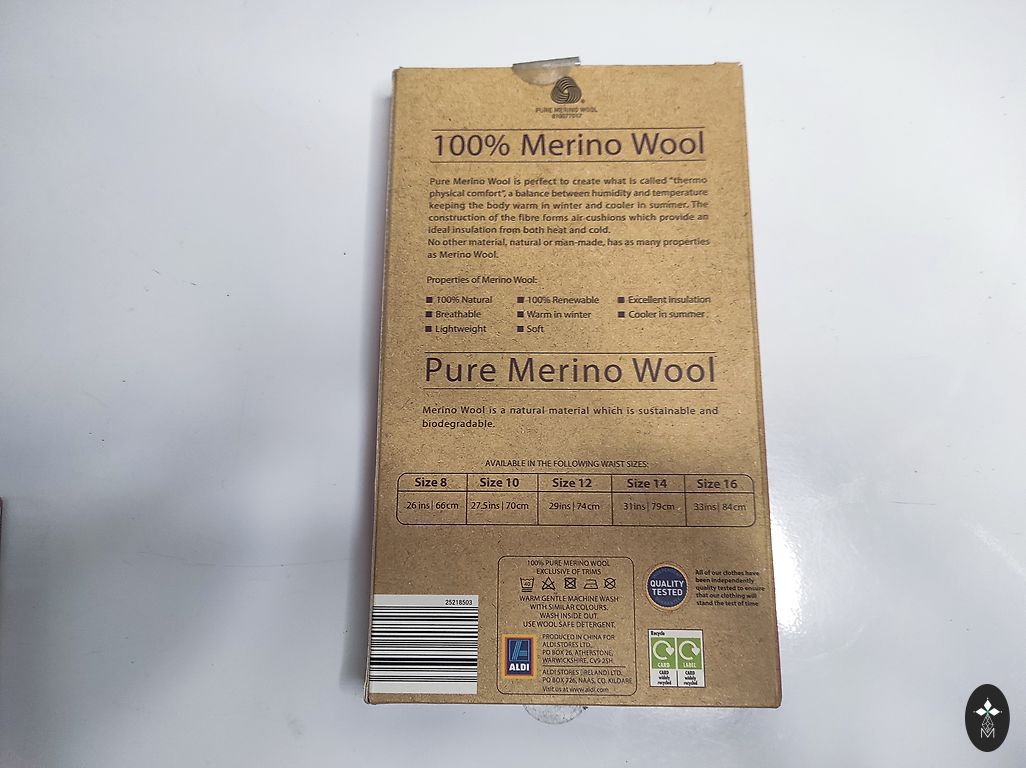 PURE MERINO WOOL
100% Merino Wool
Pure Merino Wool is perfect to create what is called "thermo
physical comfort", a balance between humidity and temperature
keeping the body warm in winter and cooler in summer. The
construction of the fibre forms air-cushions which provide an
ideal insulation from both heat and cold.
No other material, natural or man-made, has as many properties
as Merino Wool.
Properties of Merino Wool:
100% Natural 100% Renewable Excellent insulation
Breathable Warm in winter Cooler in summer
Lightweight Soft
Pure Merino Wool
Merino Wool is a natural material which is sustainable and
biodegradable.
AVAILABLE IN THE FOLLOWING WAIST SIZES:
Size 8 Size 10 Size 12 Size 14 Size 16
26ins|66cm 27.5ins|70cm 29ins|74cm 31ins|79cm 33ins|84cm
100% PURE MERINO WOOL
EXCLUSIVE OF TRIMS
40
WARM GENTLE MACHINE WASH
WITH SIMILAR COLOURS.
WASH INSIDE OUT.
USE WOOL SAFE DETERGENT.
ALDI
PRODUCED IN CHINA FOR
ALDI STORES LTD.,
PO BOX 26, ATHERSTONE,
WARWICKSHIRE, CV9 2SH.
ALDI STORES (IRELAND) LTD.
PO BOX 726, NAAS, CO. KILDARE
Visit us at www.aldi.com
QUALITY
TESTED
All of our clothes have
been independently
quality tested to ensure
that our clothing will
stand the test of time
Recycle
CARD LABEL
CARD CARD
widely widely
recycled recycled
25218503
M